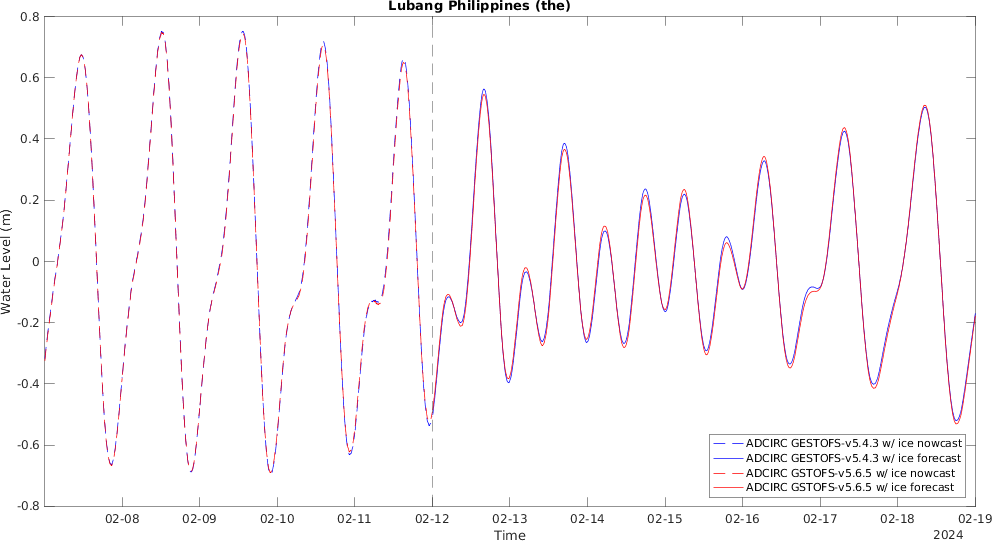 Lubang Philippines (the)
0.8
0.6
0.4
0.2
0
-0.2
-0.4
-0.6
-0.8
Water Level (m)
ADCIRC GESTOFS-v5.4.3 w/ ice nowcast
ADCIRC GESTOFS-v5.4.3 w/ ice forecast
ADCIRC GSTOFS-v5.6.5 w/ ice nowcast
ADCIRC GSTOFS-v5.6.5 w/ ice forecast
02-08 02-09 02-10 02-11 02-12 02-13 02-14 02-15 02-16 02-17 02-18 02-19
Time
2024